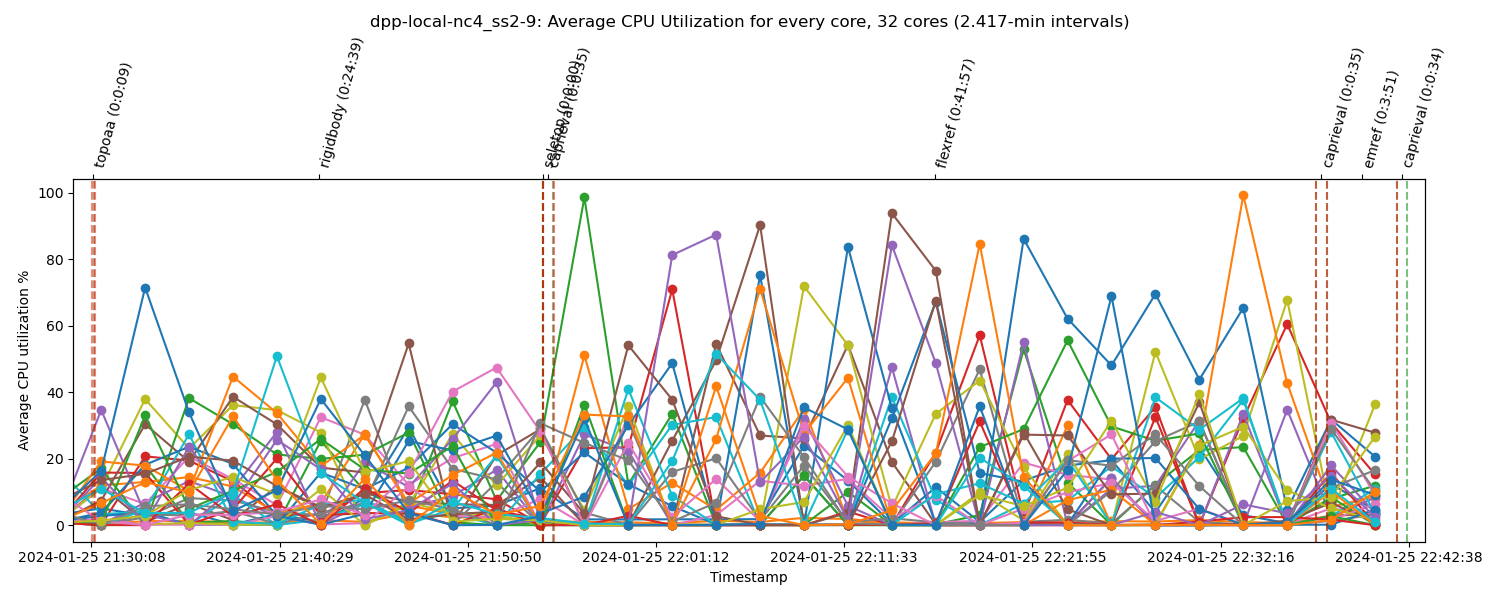 dpp-local-nc4_ss2-9: Average CPU Utilization for every core, 32 cores (2.417-min intervals)
topoaa (0:0:09)
rigidbody (0:24:39)
seletop (0:0:00)
caprieval (0:0:35)
flexref (0:41:57)
caprieval (0:0:35)
emref (0:3:51)
caprieval (0:0:34)
Average CPU utilization %
100
80
60
40
20
0
2024-01-25 21:30:08
2024-01-25 21:40:29
2024-01-25 21:50:50
2024-01-25 22:01:12
2024-01-25 22:11:33
2024-01-25 22:21:55
2024-01-25 22:32:16
2024-01-25 22:42:38
Timestamp